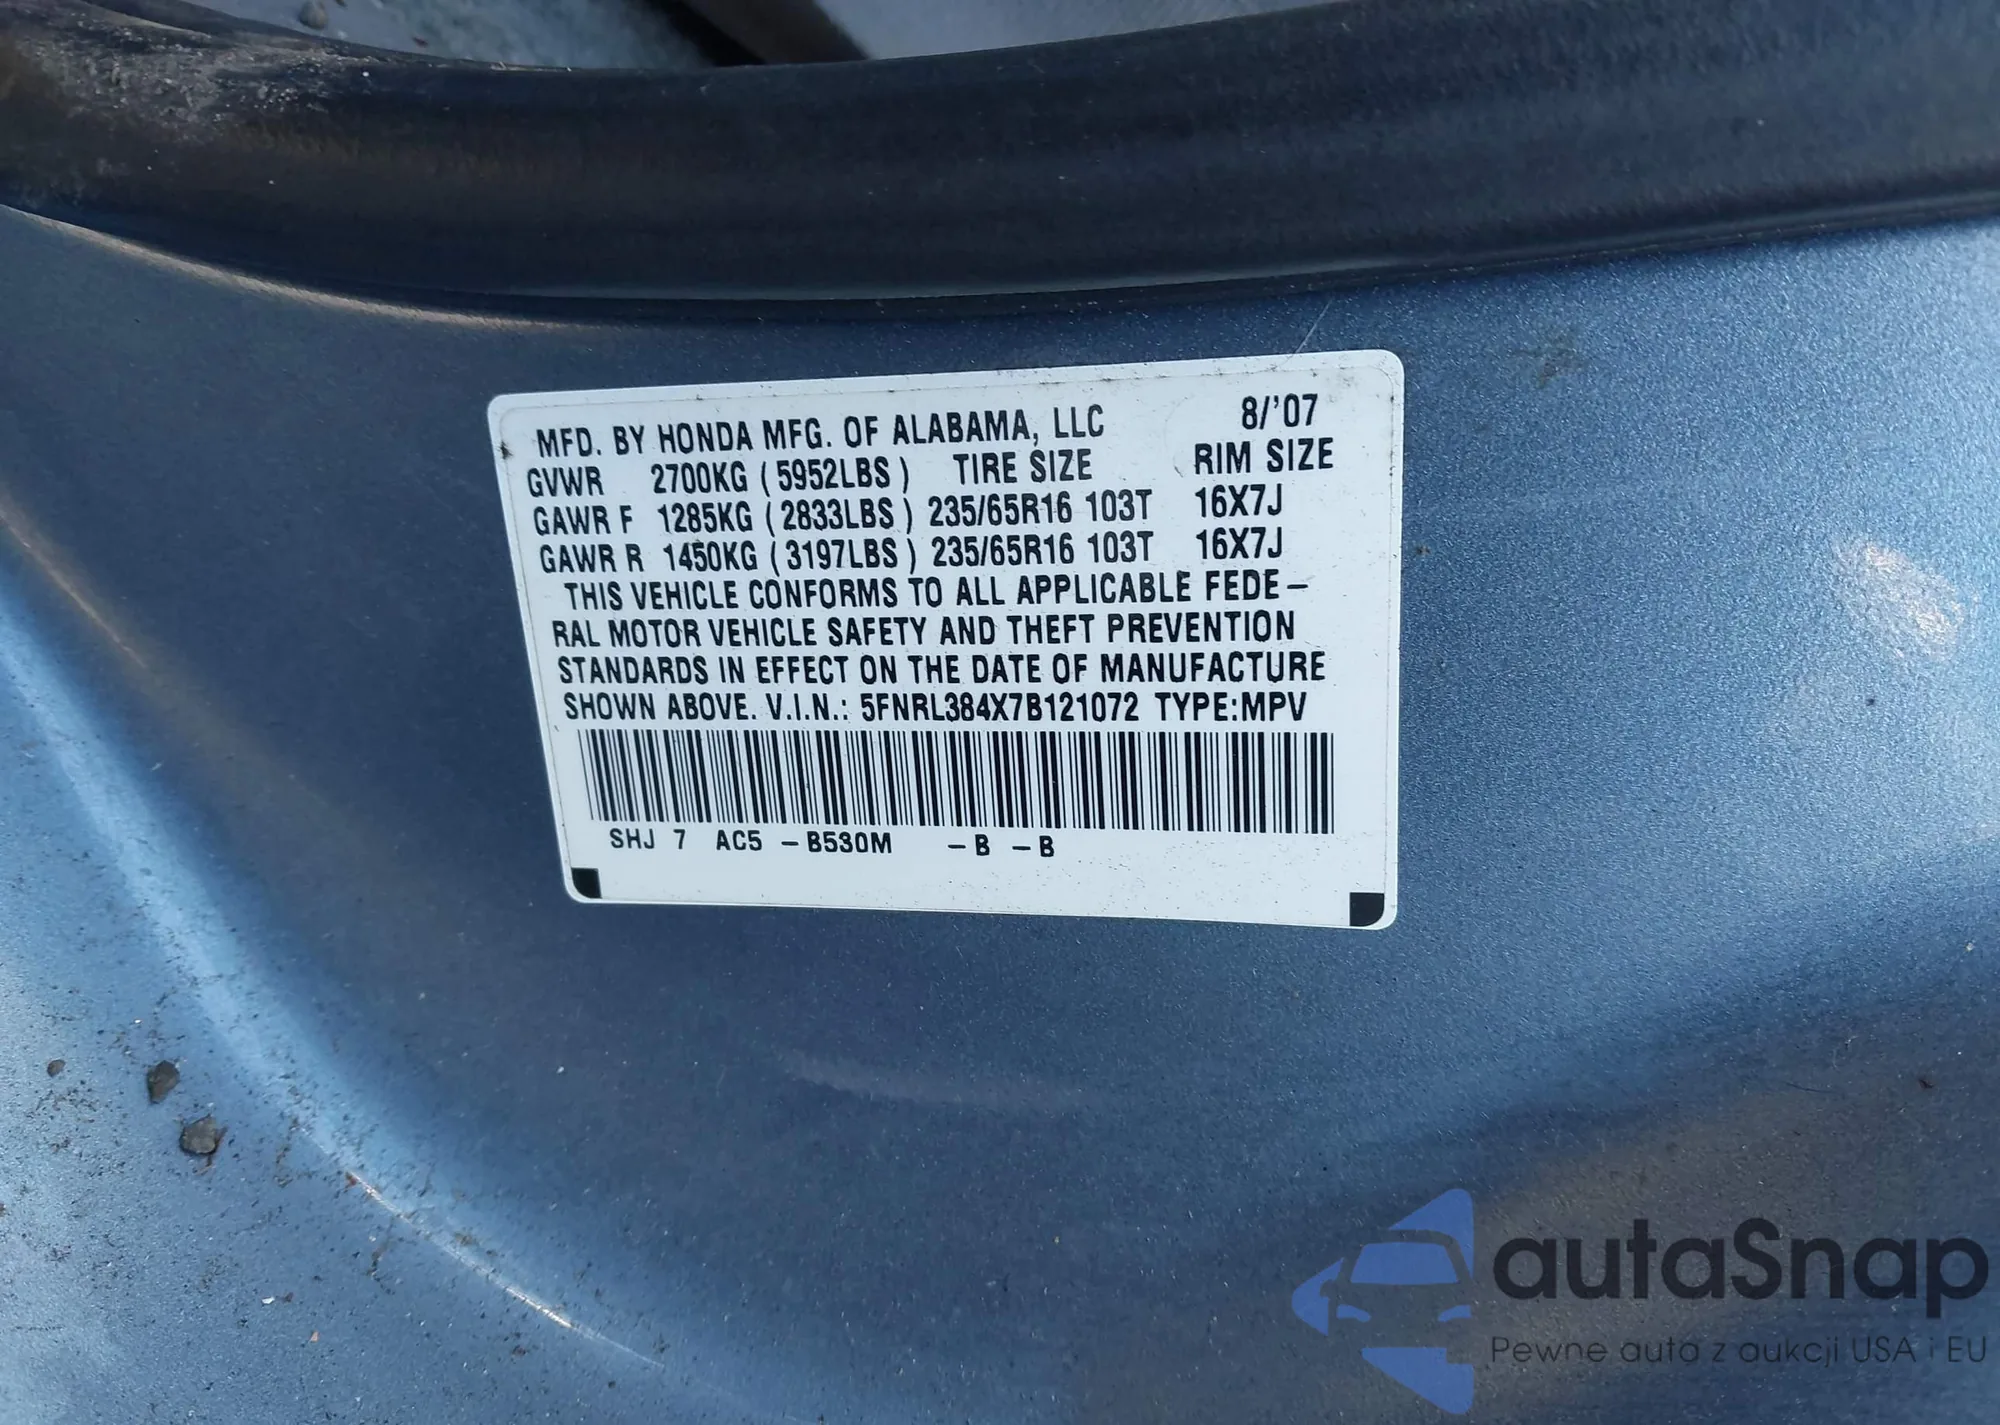 MFD. BY HONDA MFG. OF ALABAMA, LLC 8/'07
GVWR 2700KG (5952LBS) TIRE SIZE RIM SIZE
GAWR F 1285KG (2833LBS) 235/65R16 103T 16X7J
GAWR R 1450KG (3197LBS) 235/65R16 103T 16X7J
THIS VEHICLE CONFORMS TO ALL APPLICABLE FEDE-
RAL MOTOR VEHICLE SAFETY AND THEFT PREVENTION
STANDARDS IN EFFECT ON THE DATE OF MANUFACTURE
SHOWN ABOVE. V.I.N.: 5FNRL384X7B121072 TYPE:MPV
SHJ 7 AC5 -B530M -B -B
autaSnap
Pewne auta z aukcji USA i EU